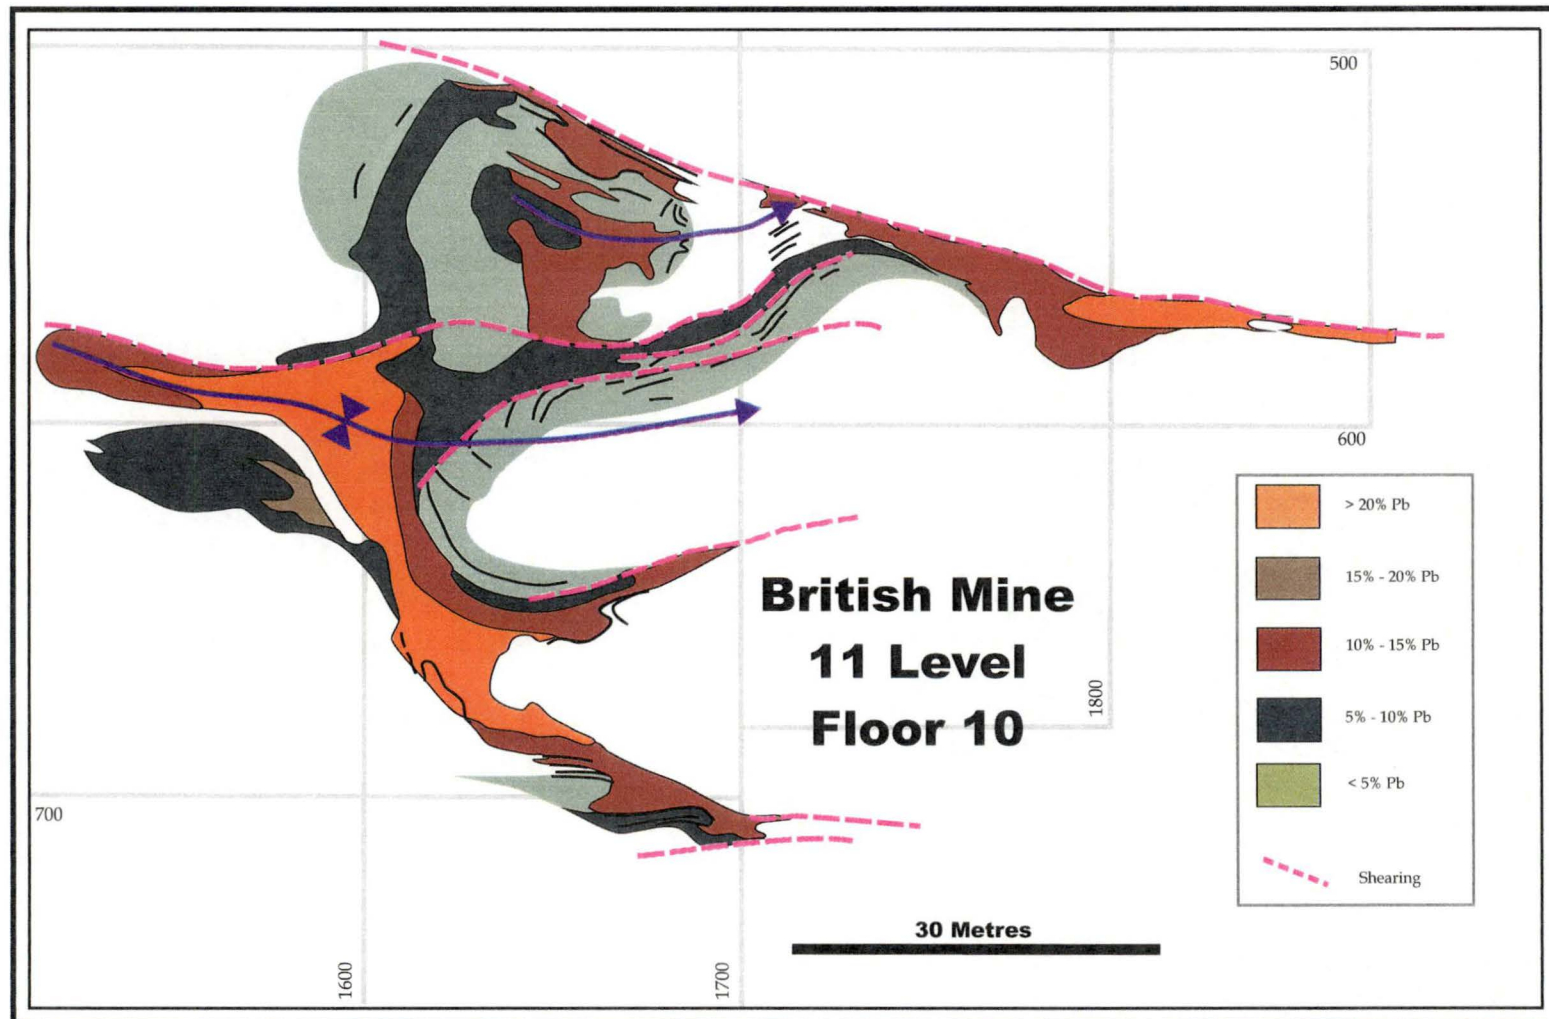 500
600
> 20% Pb
15% - 20% Pb
10% - 15% Pb
5% - 10% Pb
< 5% Pb
Shearing
British Mine
11 Level
Floor 10
1800
700
30 Metres
1600
1700